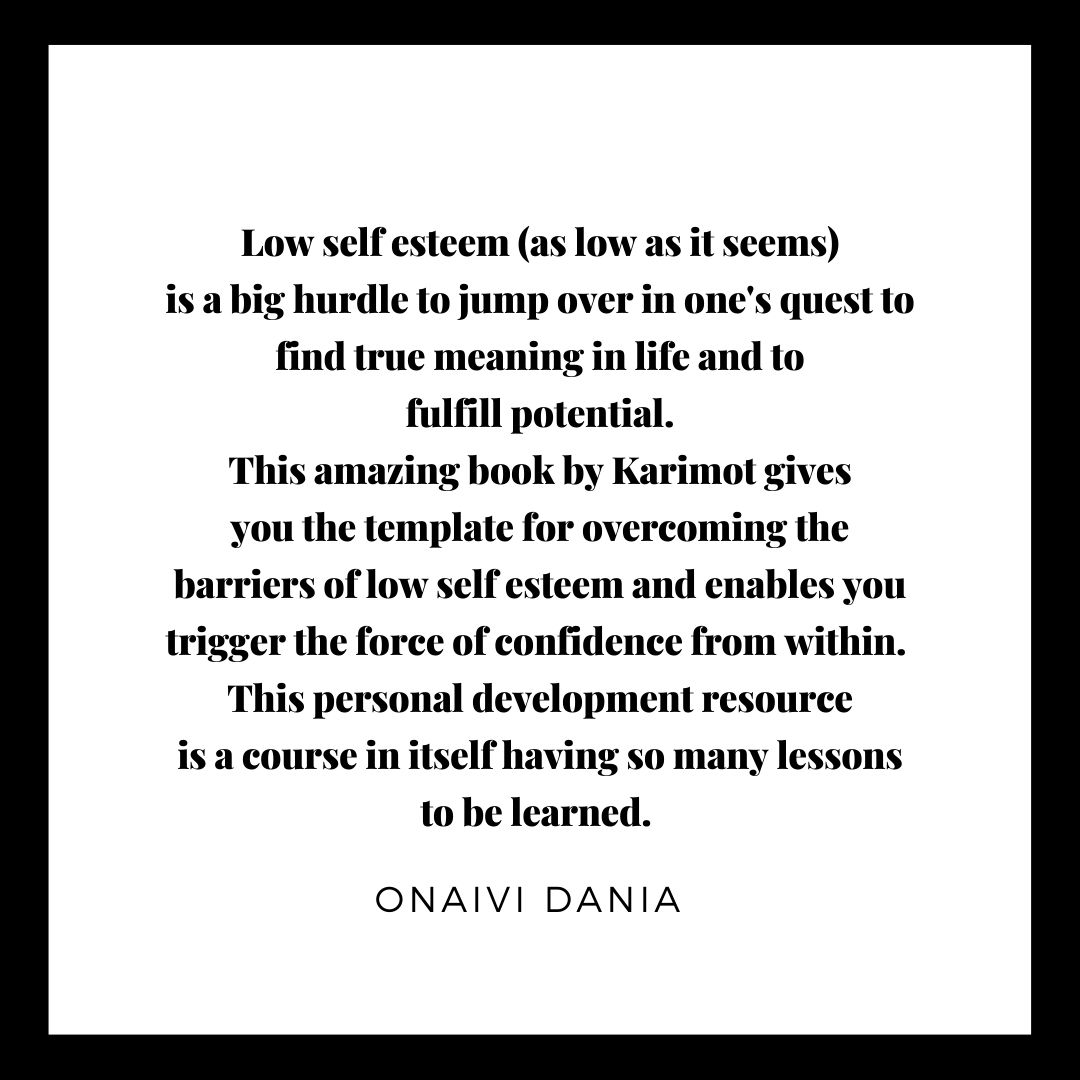 Low self esteem (as low as it seems)
is a big hurdle to jump over in one's quest to
find true meaning in life and to
fulfill potential.
This amazing book by Karimot gives
you the template for overcoming the
barriers of low self esteem and enables you
trigger the force of confidence from within.
This personal development resource
is a course in itself having so many lessons
to be learned.
ONAIVI DANIA